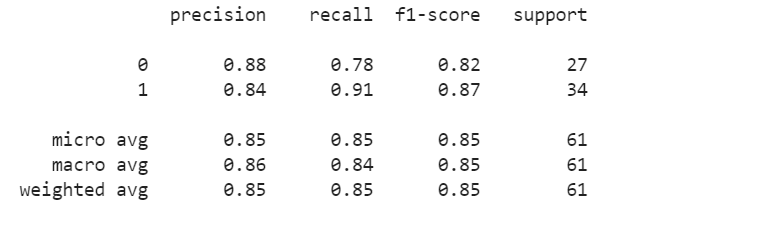 precision recall f1-score support
0 0.88 0.78 0.82 27
1 0.84 0.91 0.87 34
micro avg 0.85 0.85 0.85 61
macro avg 0.86 0.84 0.85 61
weighted avg 0.85 0.85 0.85 61